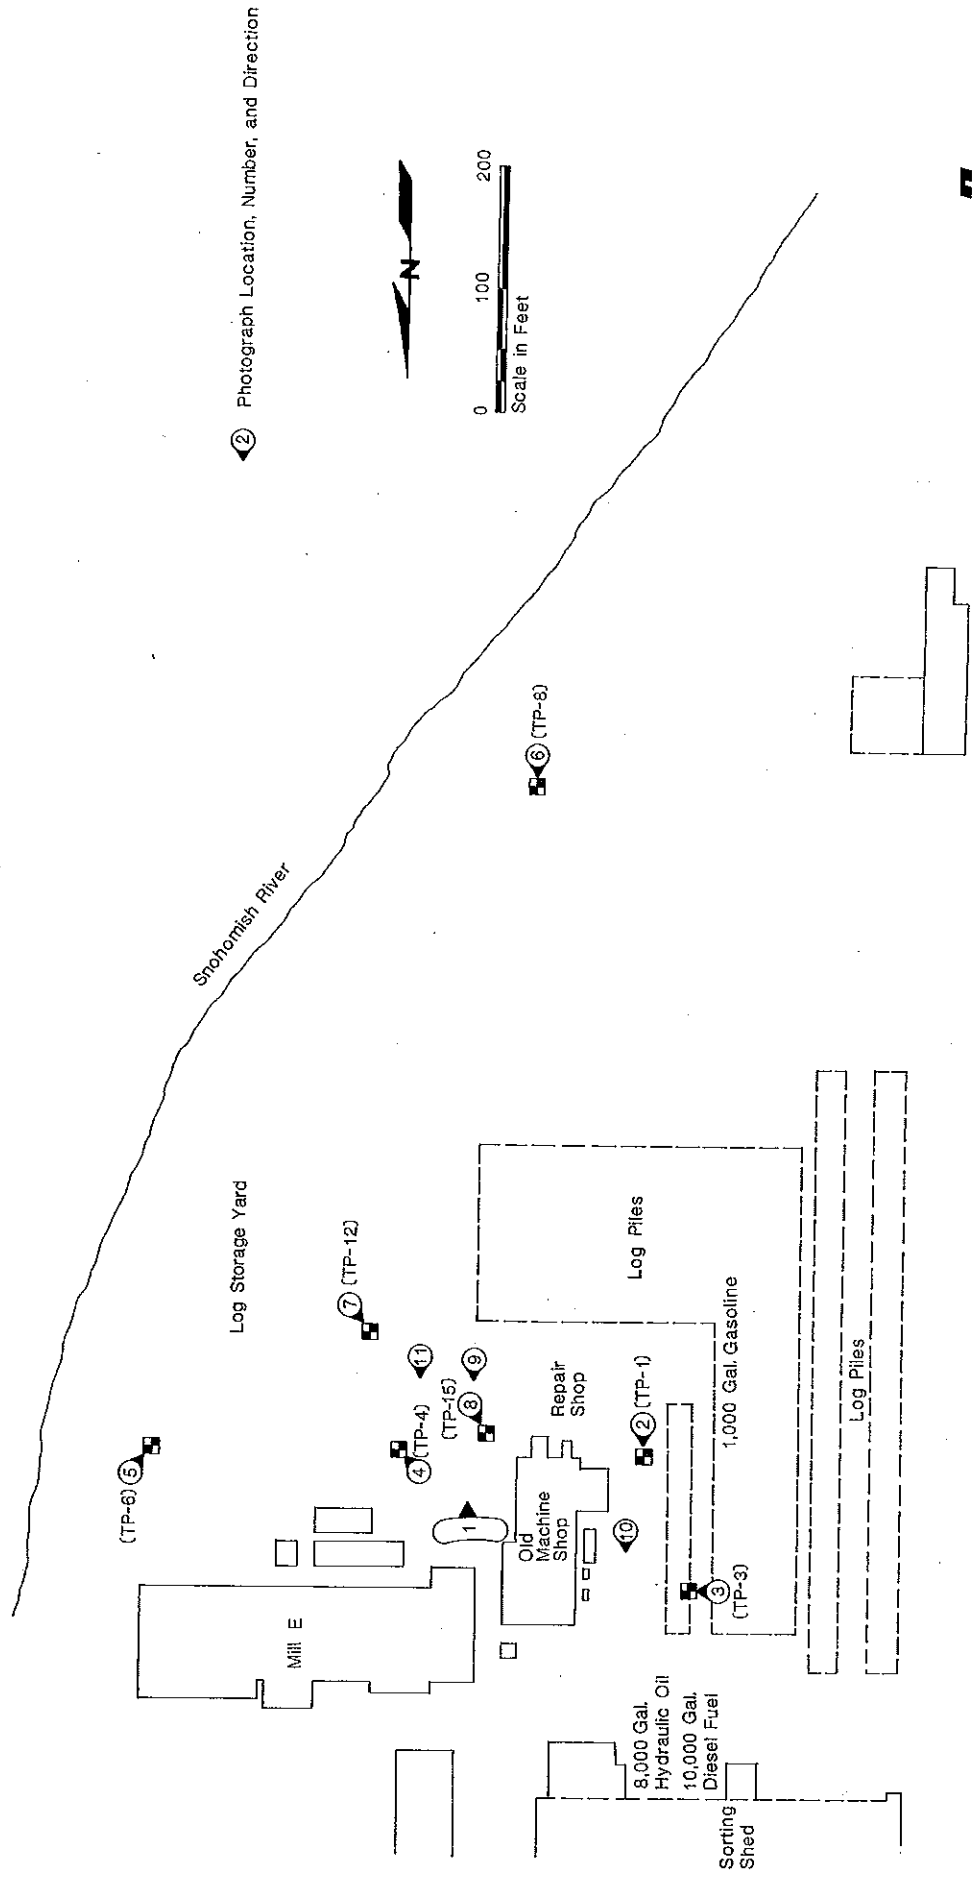 2 Photograph Location, Number, and Direction
N
0 100 200
Scale in Feet
Snohomish River
6 (TP-8)
Log Storage Yard
7 (TP-12)
(TP-6) 5
11
4 (TP-4)
(TP-15)
8
9
1
Mill E
Old
Machine
Shop
Repair
Shop
10
2 (TP-1)
3
(TP-3)
Log Piles
1,000 Gal. Gasoline
Log Piles
8,000 Gal.
Hydraulic Oil
10,000 Gal.
Diesel Fuel
Sorting
Shed